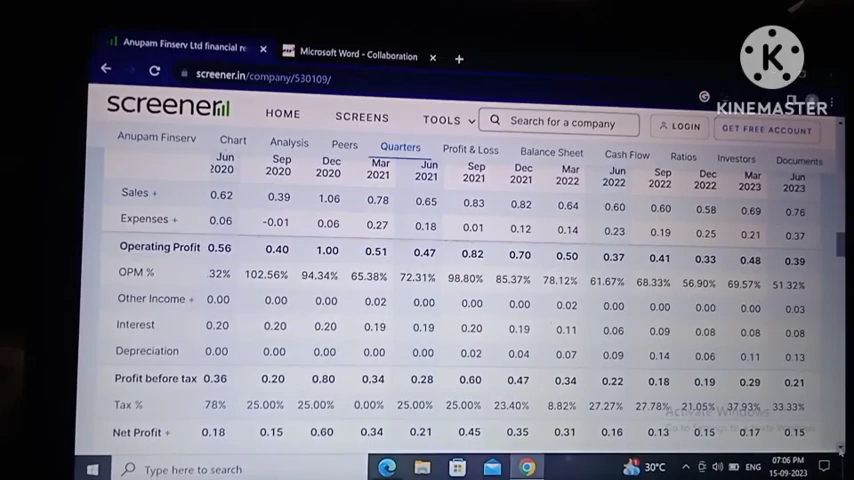 Anupam Finserv Ltd financial re × Microsoft Word - Collaboration × +
screener.in/company/530109/
KINEMASTER
screener HOME SCREENS TOOLS Search for a company LOGIN GET FREE ACCOUNT
Anupam Finserv Chart Analysis Peers Quarters Profit & Loss Balance Sheet Cash Flow Ratios Investors Documents
Jun 2020 Sep 2020 Dec 2020 Mar 2021 Jun 2021 Sep 2021 Dec 2021 Mar 2022 Jun 2022 Sep 2022 Dec 2022 Mar 2023 Jun 2023
Sales + 0.62 0.39 1.06 0.78 0.65 0.83 0.82 0.64 0.60 0.60 0.58 0.69 0.76
Expenses + 0.06 -0.01 0.06 0.27 0.18 0.01 0.12 0.14 0.23 0.19 0.25 0.21 0.37
Operating Profit 0.56 0.40 1.00 0.51 0.47 0.82 0.70 0.50 0.37 0.41 0.33 0.48 0.39
OPM % 32% 102.56% 94.34% 65.38% 72.31% 98.80% 85.37% 78.12% 61.67% 68.33% 56.90% 69.57% 51.32%
Other Income + 0.00 0.00 0.00 0.02 0.00 0.00 0.00 0.02 0.00 0.00 0.00 0.00 0.03
Interest 0.20 0.20 0.20 0.19 0.19 0.20 0.19 0.11 0.06 0.09 0.08 0.08 0.08
Depreciation 0.00 0.00 0.00 0.00 0.00 0.02 0.04 0.07 0.09 0.14 0.06 0.11 0.13
Profit before tax 0.36 0.20 0.80 0.34 0.28 0.60 0.47 0.34 0.22 0.18 0.19 0.29 0.21
Tax % 78% 25.00% 25.00% 0.00% 25.00% 25.00% 23.40% 8.82% 27.27% 27.78% 21.05% 37.93% 33.33%
Activate Windows
Go to Settings to activate Windows.
Net Profit + 0.18 0.15 0.60 0.34 0.21 0.45 0.35 0.31 0.16 0.13 0.15 0.17 0.15
Type here to search 30°C ENG 07:06 PM
15-09-2023